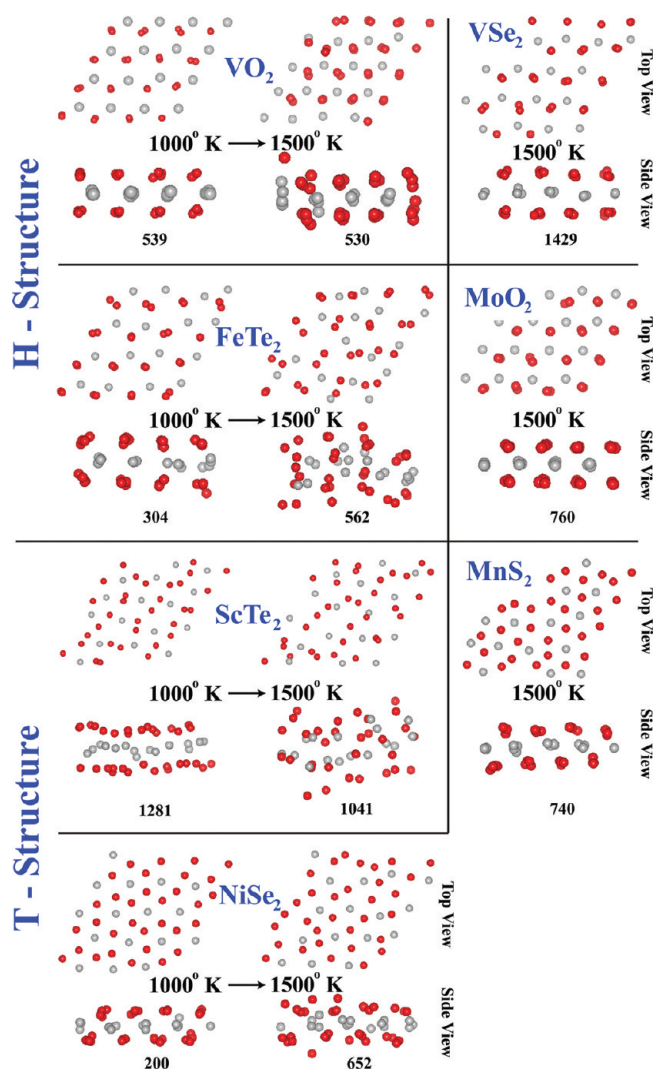 H - Structure
VO2
1000° K → 1500° K
539
530
VSe2
Top View
1500° K
Side View
1429
FeTe2
1000° K → 1500° K
304
562
MoO2
Top View
1500° K
Side View
760
T - Structure
ScTe2
1000° K → 1500° K
1281
1041
MnS2
Top View
1500° K
Side View
740
NiSe2
Top View
1000° K → 1500° K
Side View
200
652